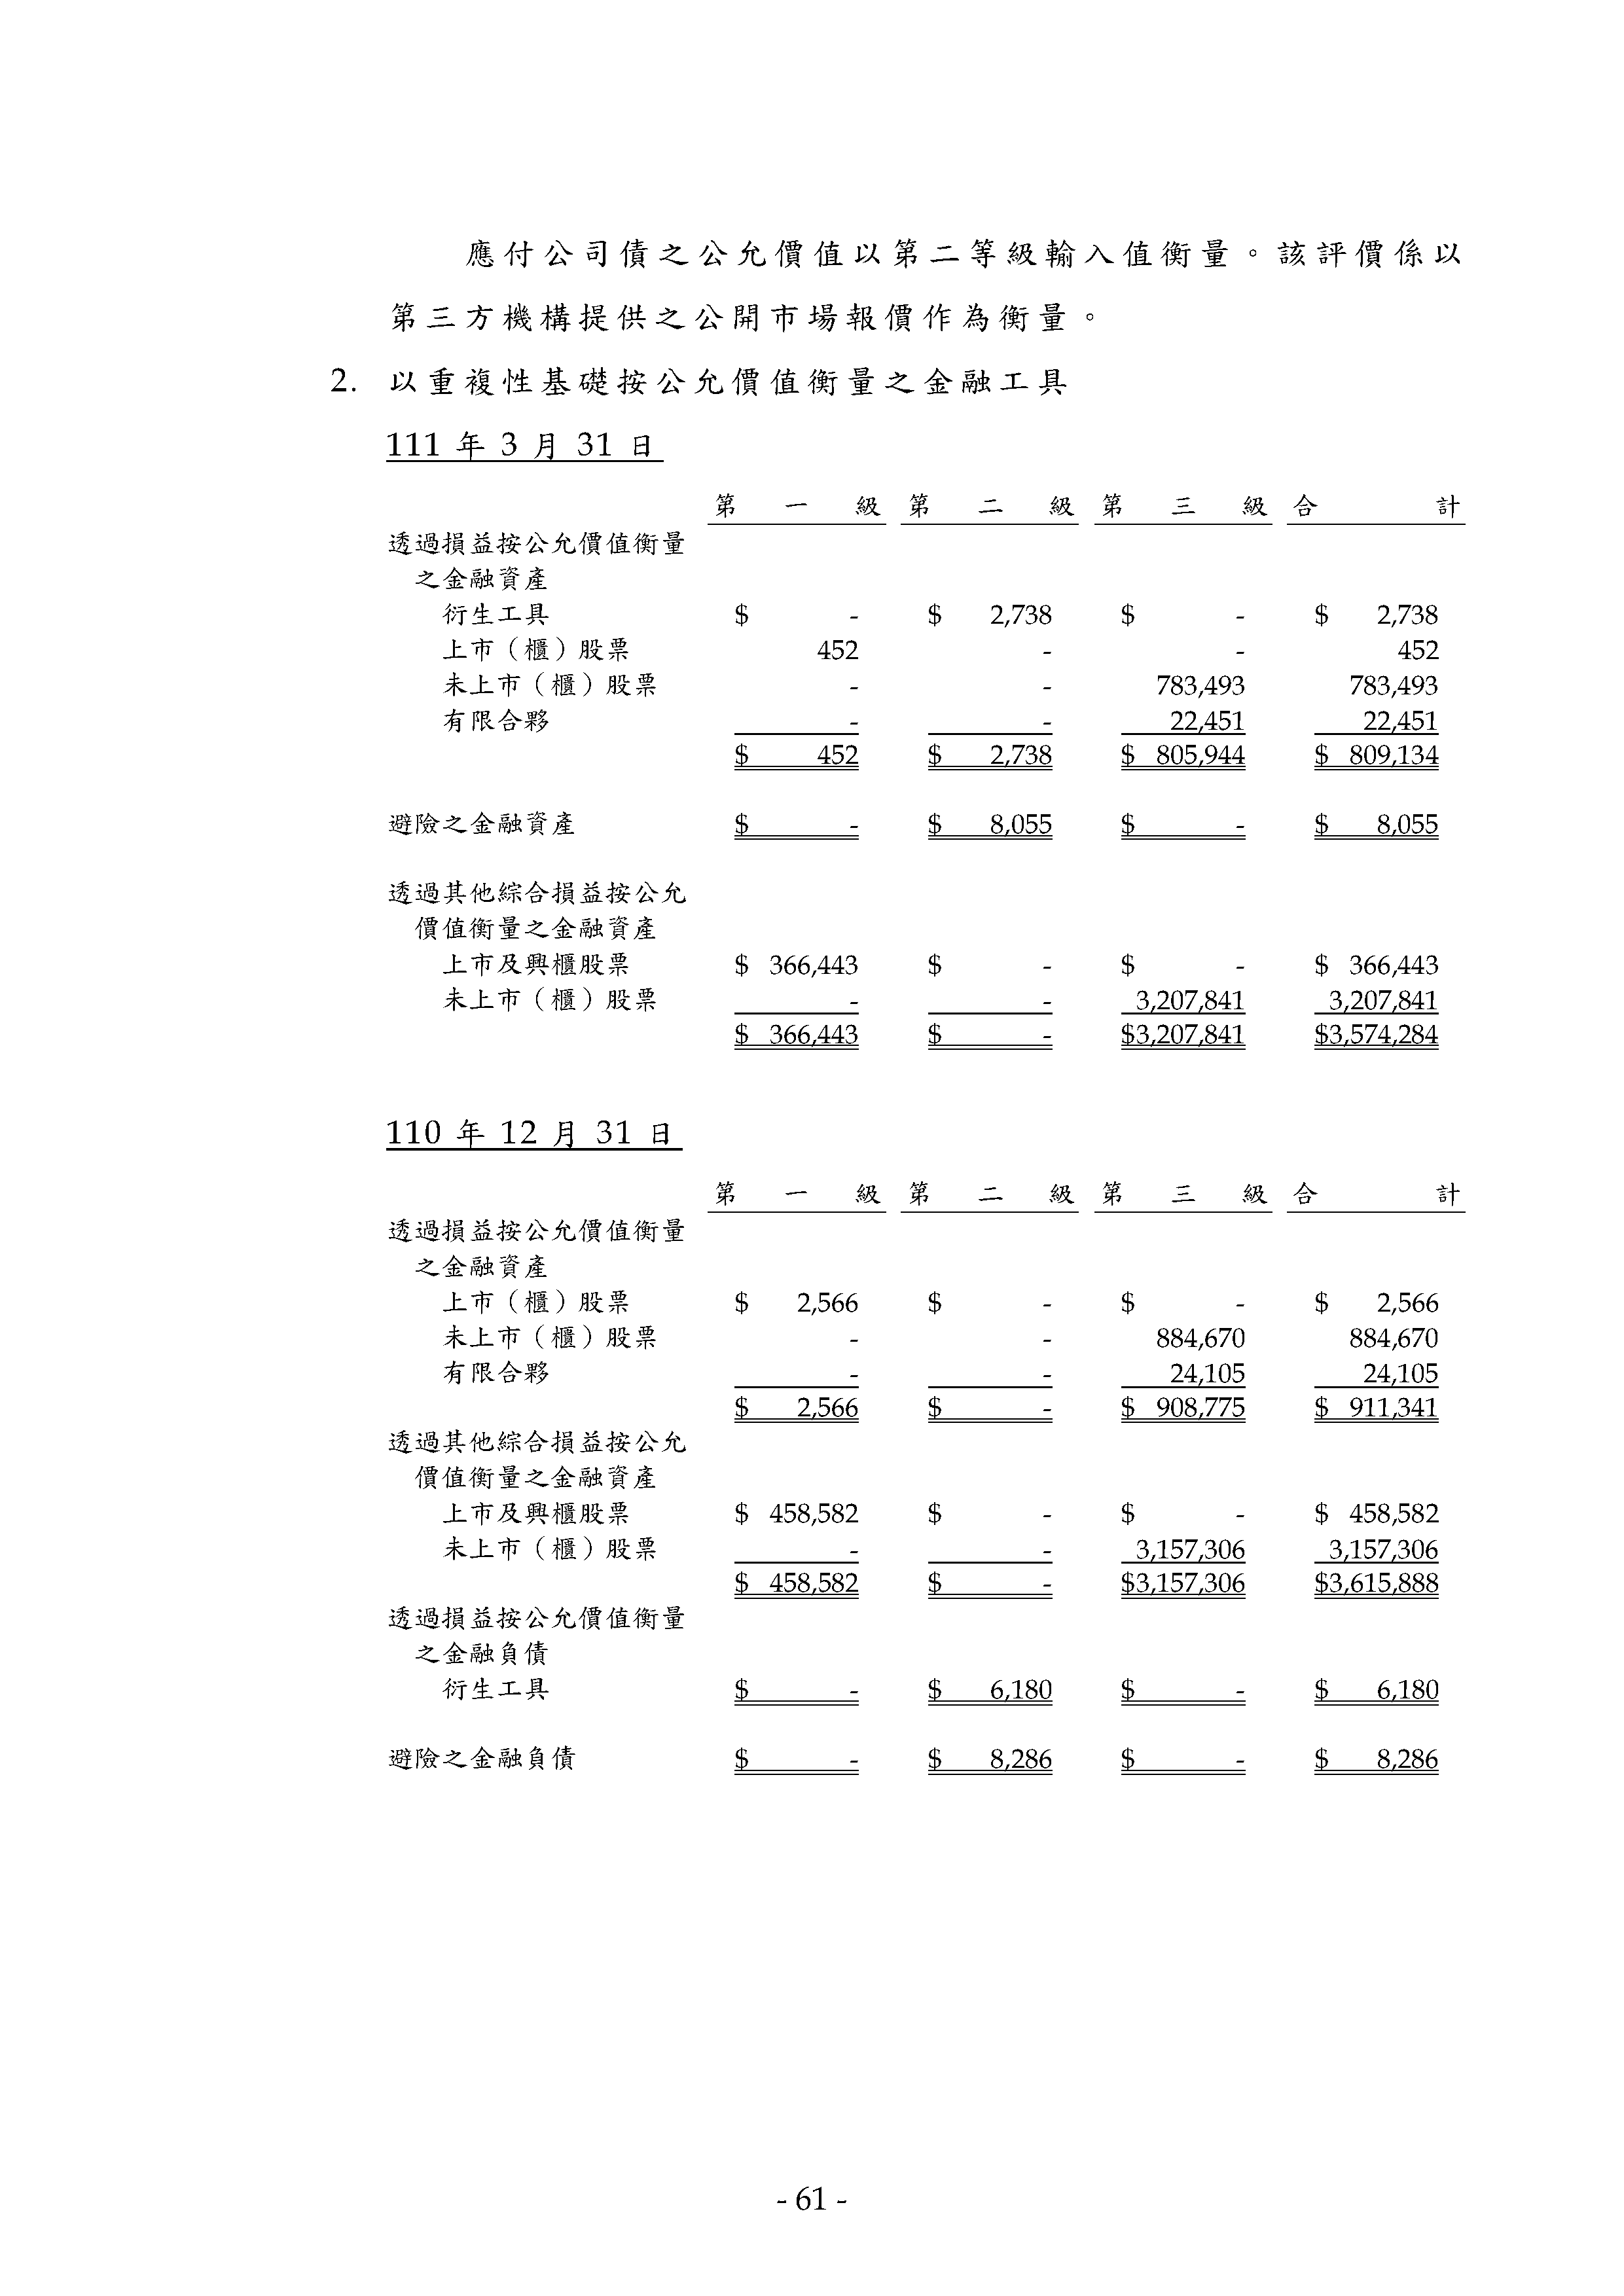 應付公司債之公允價值以第二等級輸入值衡量。該評價係以
第三方機構提供之公開市場報價作為衡量。
2. 以重複性基礎按公允價值衡量之金融工具
111 年 3 月 31 日
第一級 第二級 第三級 合計
透過損益按公允價值衡量
之金融資產
衍生工具 $ - $ 2,738 $ - $ 2,738
上市（櫃）股票 452 - - 452
未上市（櫃）股票 - - 783,493 783,493
有限合夥 - - 22,451 22,451
$ 452 $ 2,738 $ 805,944 $ 809,134
避險之金融資產 $ - $ 8,055 $ - $ 8,055
透過其他綜合損益按公允
價值衡量之金融資產
上市及興櫃股票 $ 366,443 $ - $ - $ 366,443
未上市（櫃）股票 - - 3,207,841 3,207,841
$ 366,443 $ - $3,207,841 $3,574,284
110 年 12 月 31 日
第一級 第二級 第三級 合計
透過損益按公允價值衡量
之金融資產
上市（櫃）股票 $ 2,566 $ - $ - $ 2,566
未上市（櫃）股票 - - 884,670 884,670
有限合夥 - - 24,105 24,105
$ 2,566 $ - $ 908,775 $ 911,341
透過其他綜合損益按公允
價值衡量之金融資產
上市及興櫃股票 $ 458,582 $ - $ - $ 458,582
未上市（櫃）股票 - - 3,157,306 3,157,306
$ 458,582 $ - $3,157,306 $3,615,888
透過損益按公允價值衡量
之金融負債
衍生工具 $ - $ 6,180 $ - $ 6,180
避險之金融負債 $ - $ 8,286 $ - $ 8,286
- 61 -